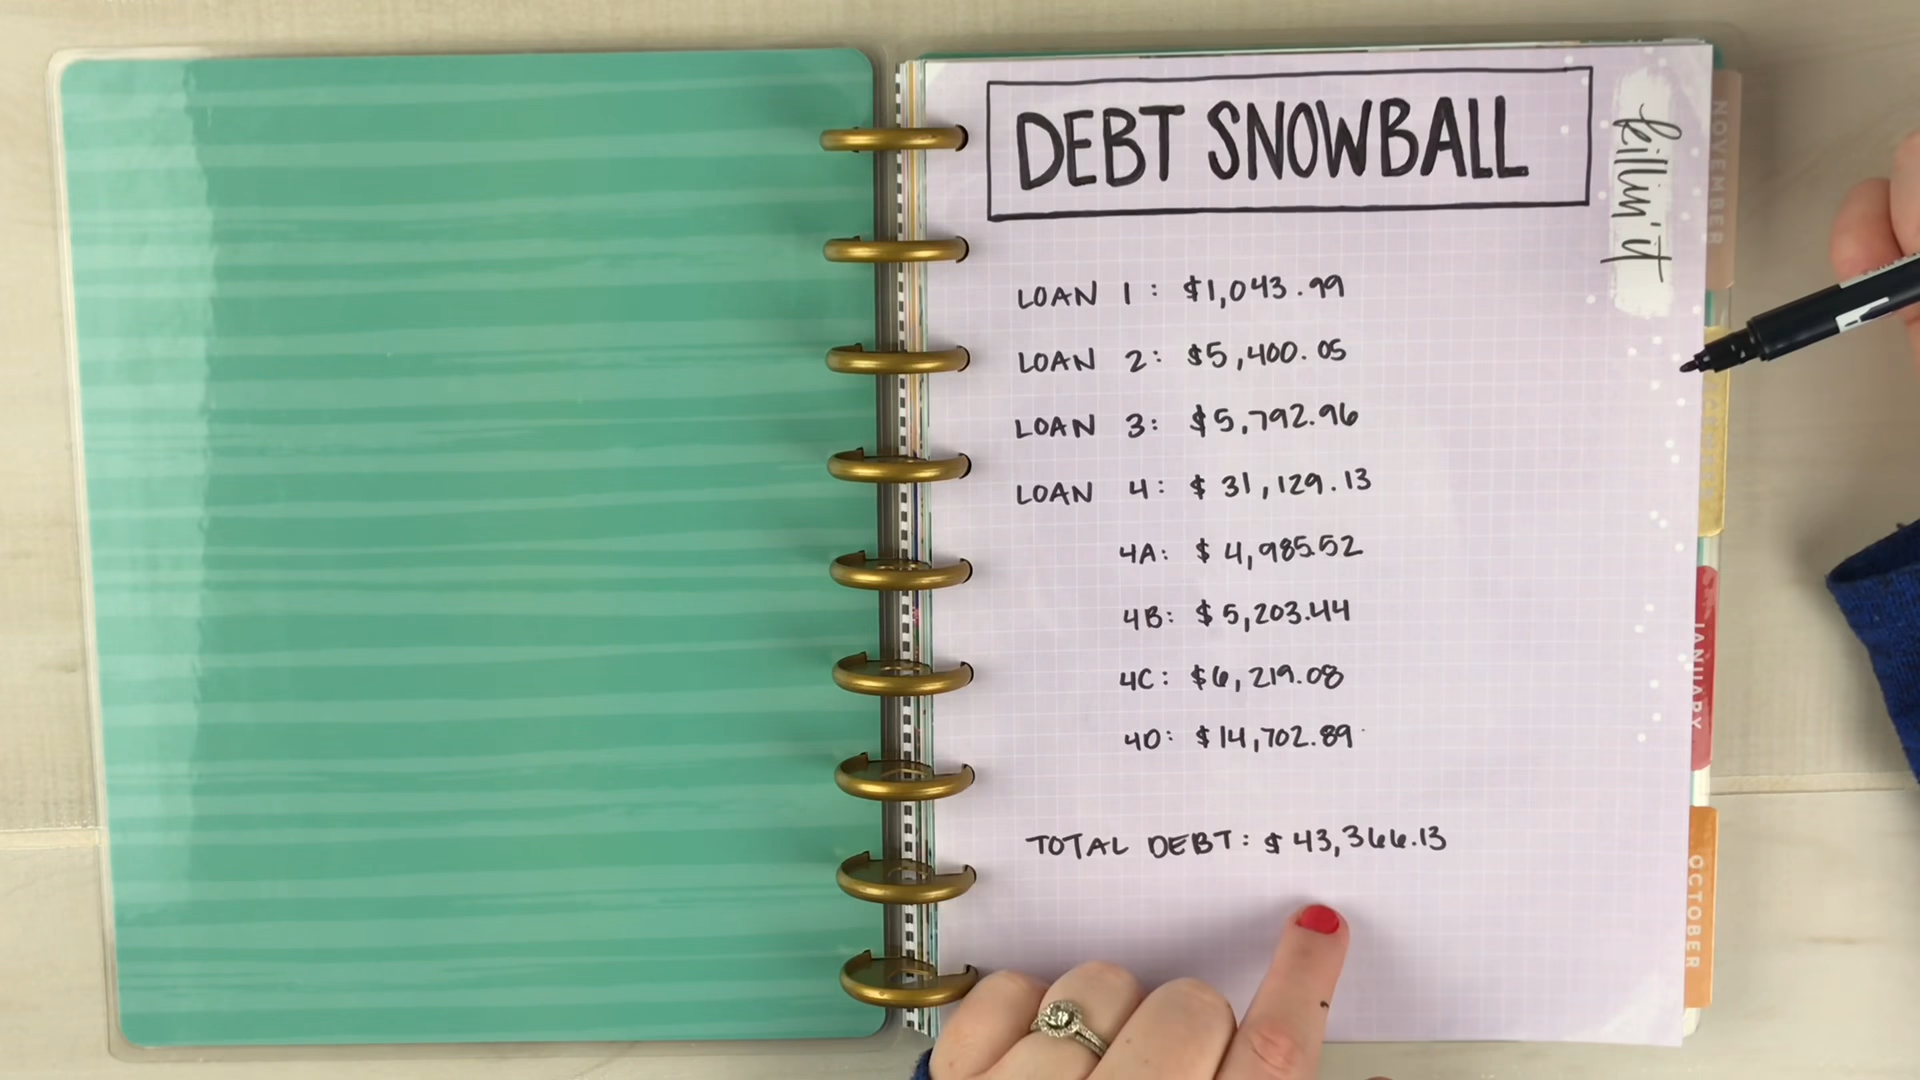 DEBT SNOWBALL
killin' it
LOAN 1: $1,043.99
LOAN 2: $5,400.05
LOAN 3: $5,792.96
LOAN 4: $31,129.13
4A: $4,985.52
4B: $5,203.44
4C: $6,219.08
4D: $14,702.89
TOTAL DEBT: $43,366.13
NOVEMBER
JANUARY
OCTOBER